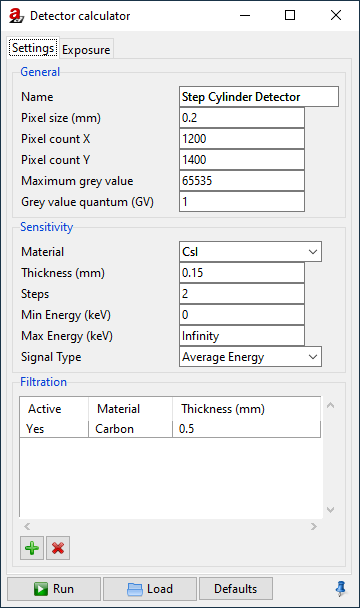 Detector calculator
Settings Exposure
General
Name Step Cylinder Detector
Pixel size (mm) 0.2
Pixel count X 1200
Pixel count Y 1400
Maximum grey value 65535
Grey value quantum (GV) 1
Sensitivity
Material CsI
Thickness (mm) 0.15
Steps 2
Min Energy (keV) 0
Max Energy (keV) Infinity
Signal Type Average Energy
Filtration
Active Material Thickness (mm)
Yes Carbon 0.5
Run Load Defaults